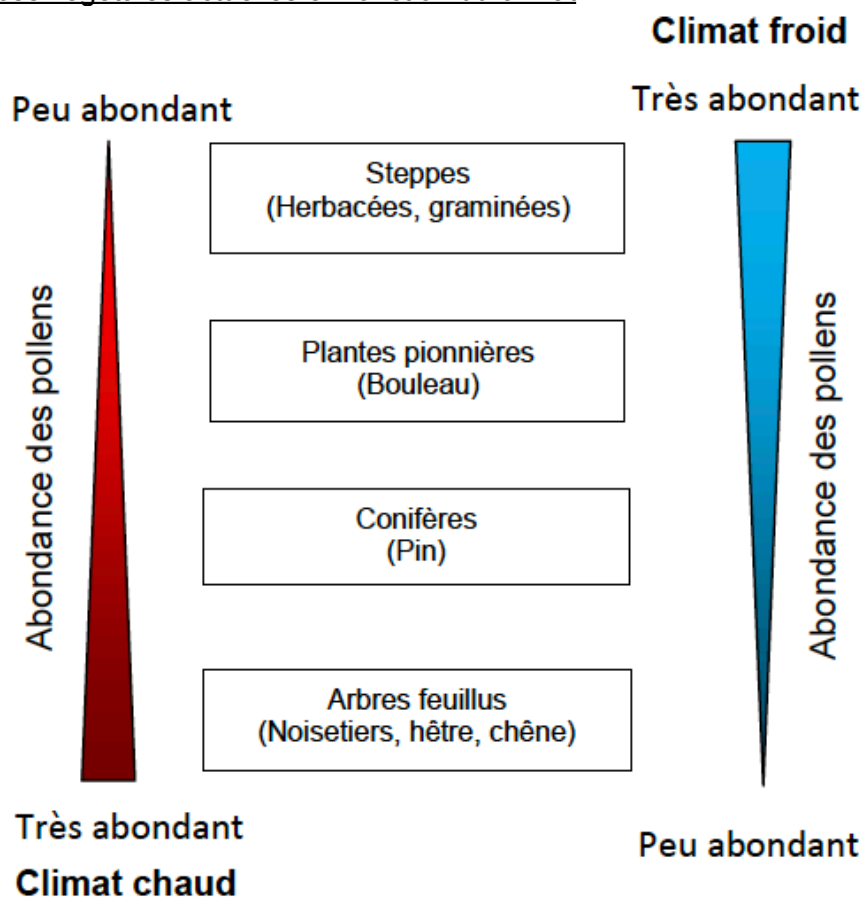 Climat froid
Peu abondant
Très abondant
Steppes
(Herbacées, graminées)
Plantes pionnières
(Bouleau)
Conifères
(Pin)
Arbres feuillus
(Noisetiers, hêtre, chêne)
Abondance des pollens
Abondance des pollens
Très abondant
Peu abondant
Climat chaud